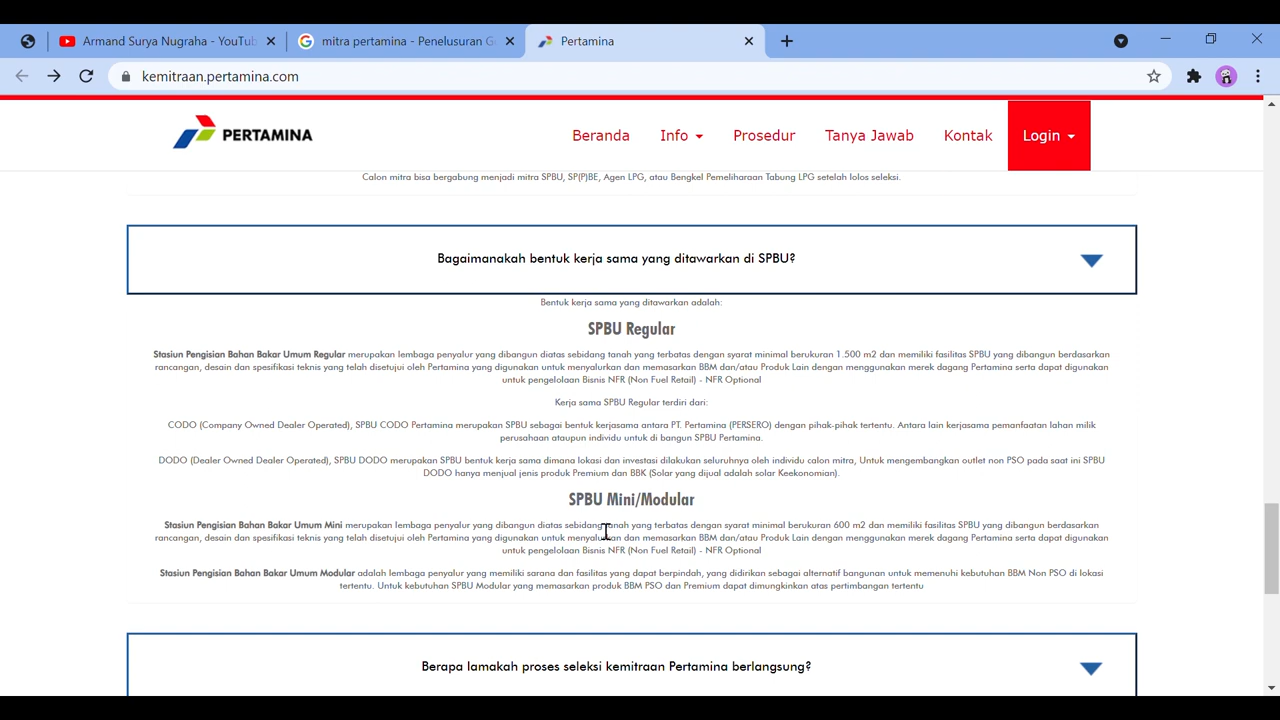 Armand Surya Nugraha - YouTub
mitra pertamina - Penelusuran G
Pertamina
kemitraan.pertamina.com
PERTAMINA
Beranda
Info
Prosedur
Tanya Jawab
Kontak
Login
Calon mitra bisa bergabung menjadi mitra SPBU, SP(P)BE, Agen LPG, atau Bengkel Pemeliharaan Tabung LPG setelah lolos seleksi.
Bagaimanakah bentuk kerja sama yang ditawarkan di SPBU?
Bentuk kerja sama yang ditawarkan adalah:
SPBU Regular
Stasiun Pengisian Bahan Bakar Umum Regular merupakan lembaga penyalur yang dibangun diatas sebidang tanah yang terbatas dengan syarat minimal berukuran 1.500 m2 dan memiliki fasilitas SPBU yang dibangun berdasarkan
rancangan, desain dan spesifikasi teknis yang telah disetujui oleh Pertamina yang digunakan untuk menyalurkan dan memasarkan BBM dan/atau Produk Lain dengan menggunakan merek dagang Pertamina serta dapat digunakan
untuk pengelolaan Bisnis NFR (Non Fuel Retail) - NFR Optional
Kerja sama SPBU Regular terdiri dari:
CODO (Company Owned Dealer Operated), SPBU CODO Pertamina merupakan SPBU sebagai bentuk kerjasama antara PT. Pertamina (PERSERO) dengan pihak-pihak tertentu. Antara lain kerjasama pemanfaatan lahan milik
perusahaan ataupun individu untuk di bangun SPBU Pertamina.
DODO (Dealer Owned Dealer Operated), SPBU DODO merupakan SPBU bentuk kerja sama dimana lokasi dan investasi dilakukan seluruhnya oleh individu calon mitra, Untuk mengembangkan outlet non PSO pada saat ini SPBU
DODO hanya menjual jenis produk Premium dan BBK (Solar yang dijual adalah solar Keekonomian).
SPBU Mini/Modular
Stasiun Pengisian Bahan Bakar Umum Mini merupakan lembaga penyalur yang dibangun diatas sebidang tanah yang terbatas dengan syarat minimal berukuran 600 m2 dan memiliki fasilitas SPBU yang dibangun berdasarkan
rancangan, desain dan spesifikasi teknis yang telah disetujui oleh Pertamina yang digunakan untuk menyalurkan dan memasarkan BBM dan/atau Produk Lain dengan menggunakan merek dagang Pertamina serta dapat digunakan
untuk pengelolaan Bisnis NFR (Non Fuel Retail) - NFR Optional
Stasiun Pengisian Bahan Bakar Umum Modular adalah lembaga penyalur yang memiliki sarana dan fasilitas yang dapat berpindah, yang didirikan sebagai alternatif bangunan untuk memenuhi kebutuhan BBM Non PSO di lokasi
tertentu. Untuk kebutuhan SPBU Modular yang memasarkan produk BBM PSO dan Premium dapat dimungkinkan atas pertimbangan tertentu
Berapa lamakah proses seleksi kemitraan Pertamina berlangsung?